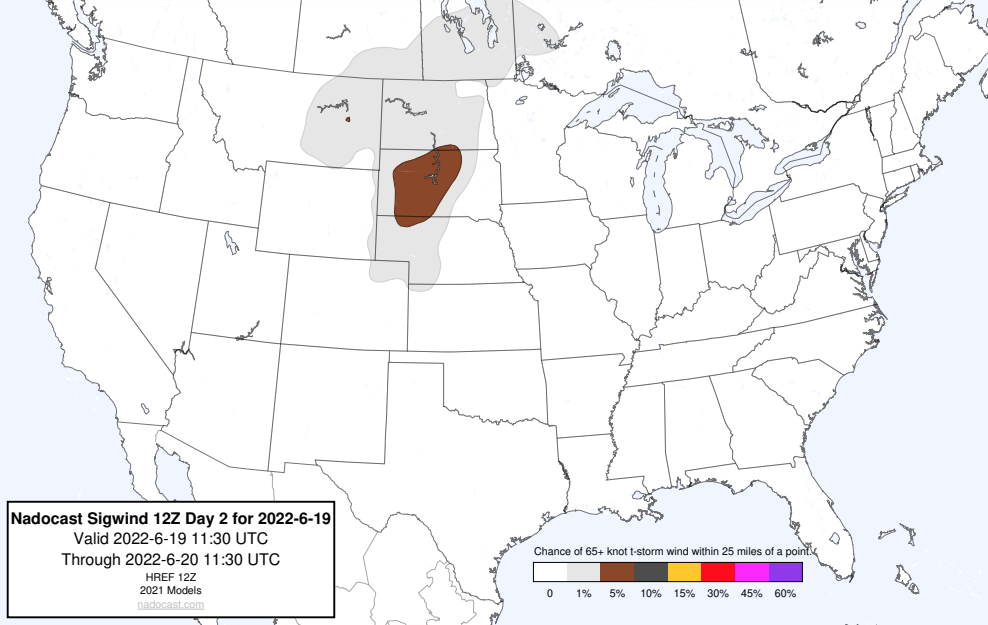 Nadocast Sigwind 12Z Day 2 for 2022-6-19
Valid 2022-6-19 11:30 UTC
Through 2022-6-20 11:30 UTC
HREF 12Z
2021 Models
nadocast.com
Chance of 65+ knot t-storm wind within 25 miles of a point.
0 1% 5% 10% 15% 30% 45% 60%